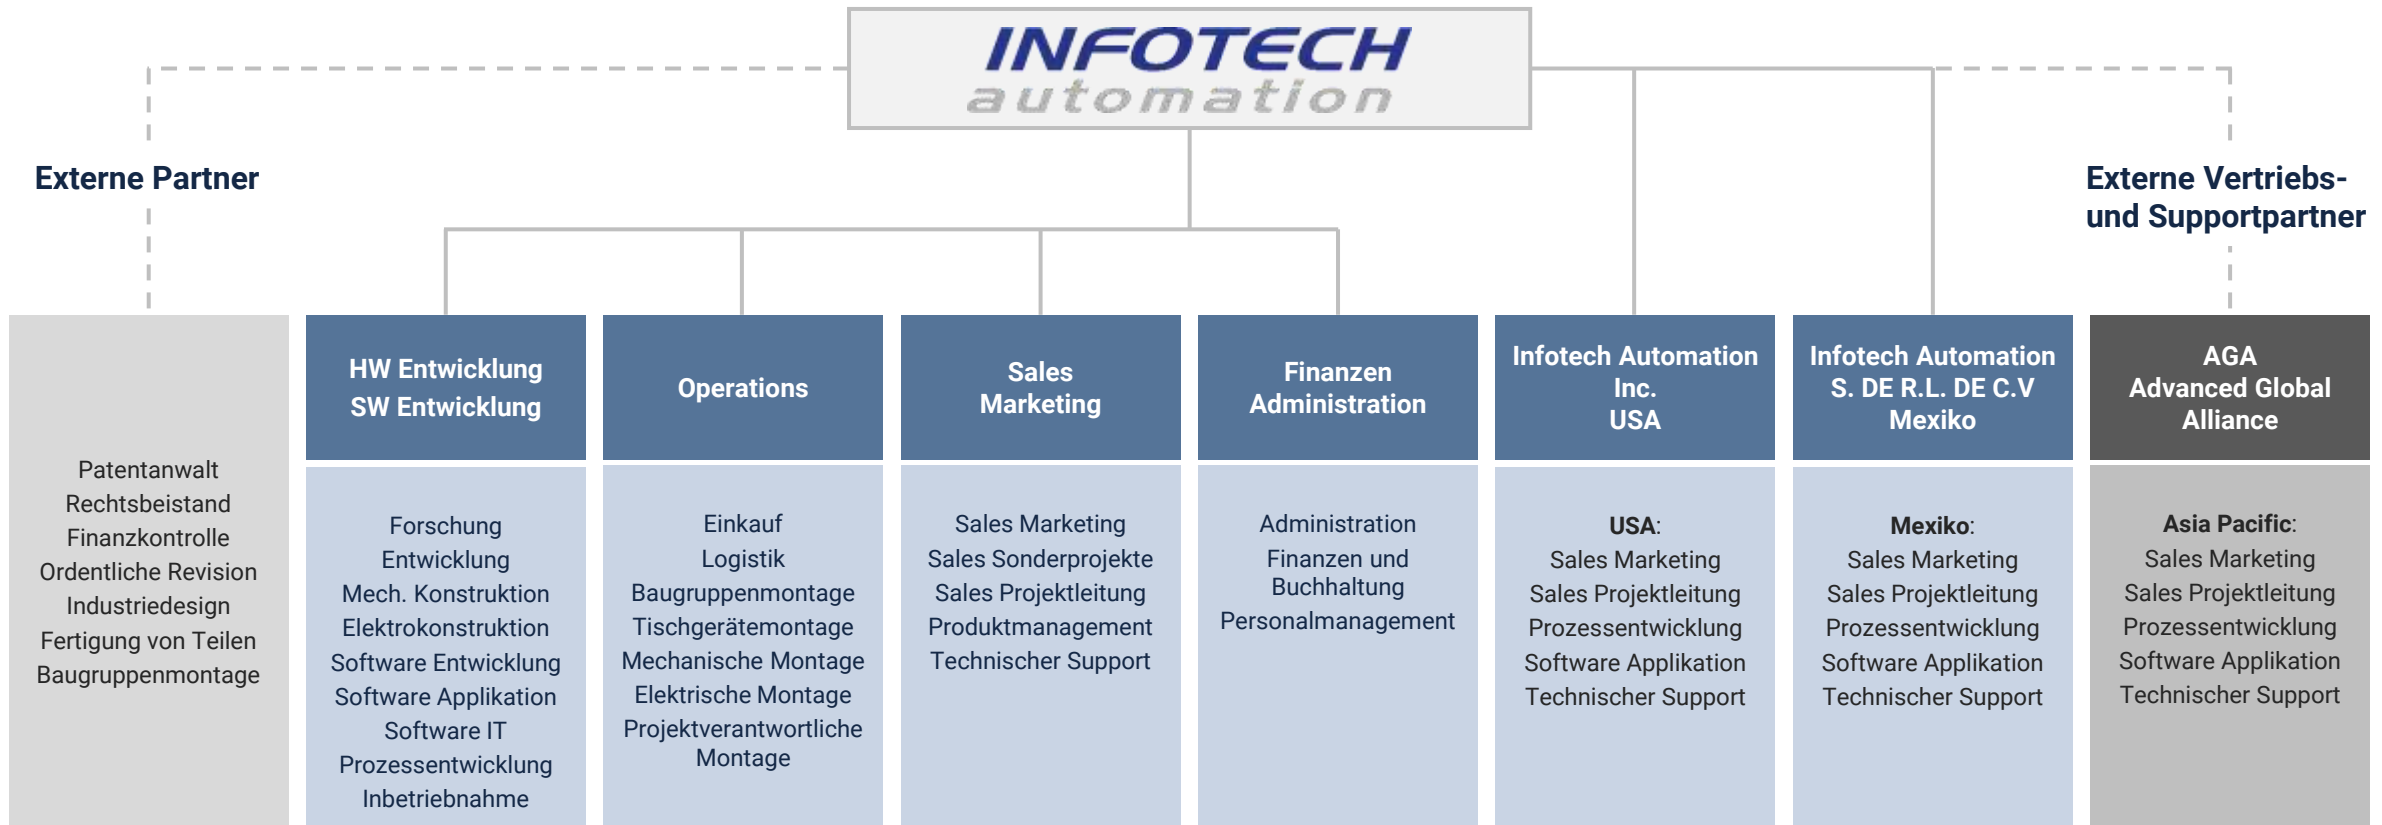 INFOTECH
automation
Externe Partner
Externe Vertriebs-
und Supportpartner
Patentanwalt
Rechtsbeistand
Finanzkontrolle
Ordentliche Revision
Industriedesign
Fertigung von Teilen
Baugruppenmontage
HW Entwicklung
SW Entwicklung
Forschung
Entwicklung
Mech. Konstruktion
Elektrokonstruktion
Software Entwicklung
Software Applikation
Software IT
Prozessentwicklung
Inbetriebnahme
Operations
Einkauf
Logistik
Baugruppenmontage
Tischgerätemontage
Mechanische Montage
Elektrische Montage
Projektverantwortliche
Montage
Sales
Marketing
Sales Marketing
Sales Sonderprojekte
Sales Projektleitung
Produktmanagement
Technischer Support
Finanzen
Administration
Administration
Finanzen und
Buchhaltung
Personalmanagement
Infotech Automation
Inc.
USA
USA:
Sales Marketing
Sales Projektleitung
Prozessentwicklung
Software Applikation
Technischer Support
Infotech Automation
S. DE R.L. DE C.V
Mexiko
Mexiko:
Sales Marketing
Sales Projektleitung
Prozessentwicklung
Software Applikation
Technischer Support
AGA
Advanced Global
Alliance
Asia Pacific:
Sales Marketing
Sales Projektleitung
Prozessentwicklung
Software Applikation
Technischer Support